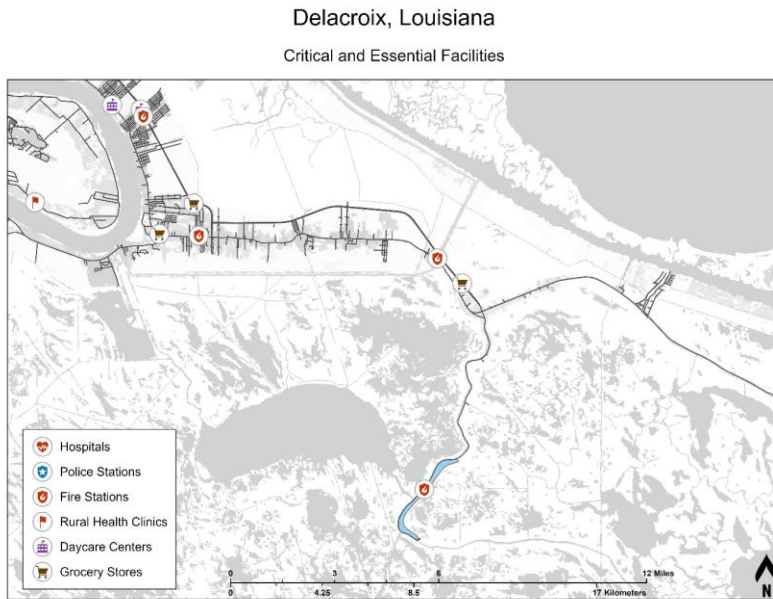 Delacroix, Louisiana
Critical and Essential Facilities
Hospitals
Police Stations
Fire Stations
Rural Health Clinics
Daycare Centers
Grocery Stores
0 3 6 12 Miles
0 4.25 8.5 17 Kilometers
N